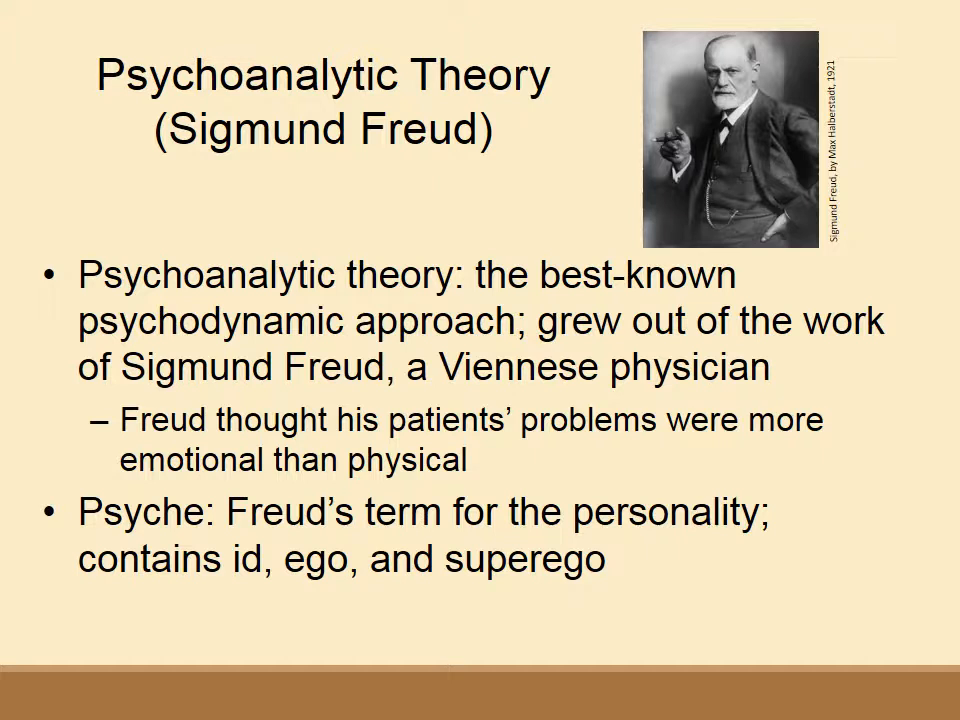 Psychoanalytic Theory
(Sigmund Freud)
Sigmund Freud, by Max Halberstadt, 1921
• Psychoanalytic theory: the best-known
psychodynamic approach; grew out of the work
of Sigmund Freud, a Viennese physician
– Freud thought his patients’ problems were more
emotional than physical
• Psyche: Freud’s term for the personality;
contains id, ego, and superego